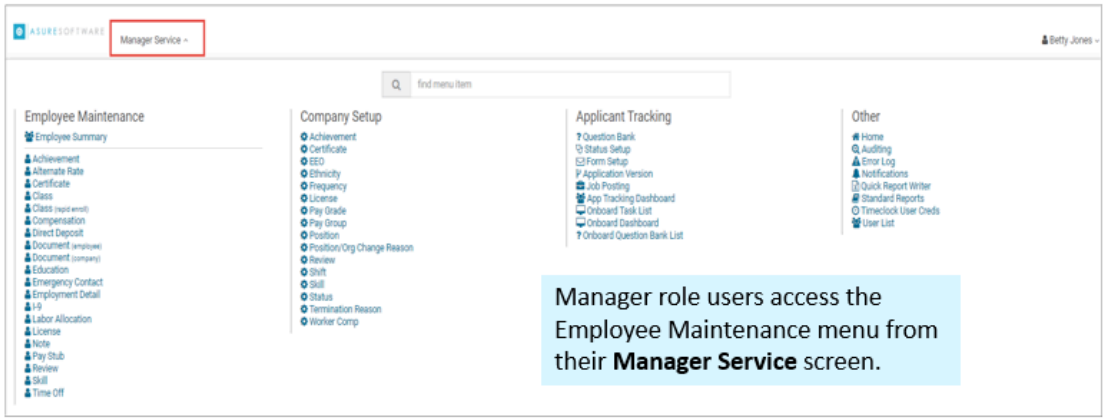 ASURESOFTWARE
Manager Service
Betty Jones
find menu item
Employee Maintenance
Employee Summary
Achievement
Alternate Rate
Certificate
Class
Class (rapid enroll)
Compensation
Direct Deposit
Document (employee)
Document (company)
Education
Emergency Contact
Employment Detail
I-9
Labor Allocation
License
Note
Pay Stub
Review
Skill
Time Off
Company Setup
Achievement
Certificate
EEO
Ethnicity
Frequency
License
Pay Grade
Pay Group
Position
Position/Org Change Reason
Review
Shift
Skill
Status
Termination Reason
Worker Comp
Applicant Tracking
Question Bank
Status Setup
Form Setup
Application Version
Job Posting
App Tracking Dashboard
Onboard Task List
Onboard Dashboard
Onboard Question Bank List
Other
Home
Auditing
Error Log
Notifications
Quick Report Writer
Standard Reports
Timeclock User Creds
User List
Manager role users access the
Employee Maintenance menu from
their Manager Service screen.